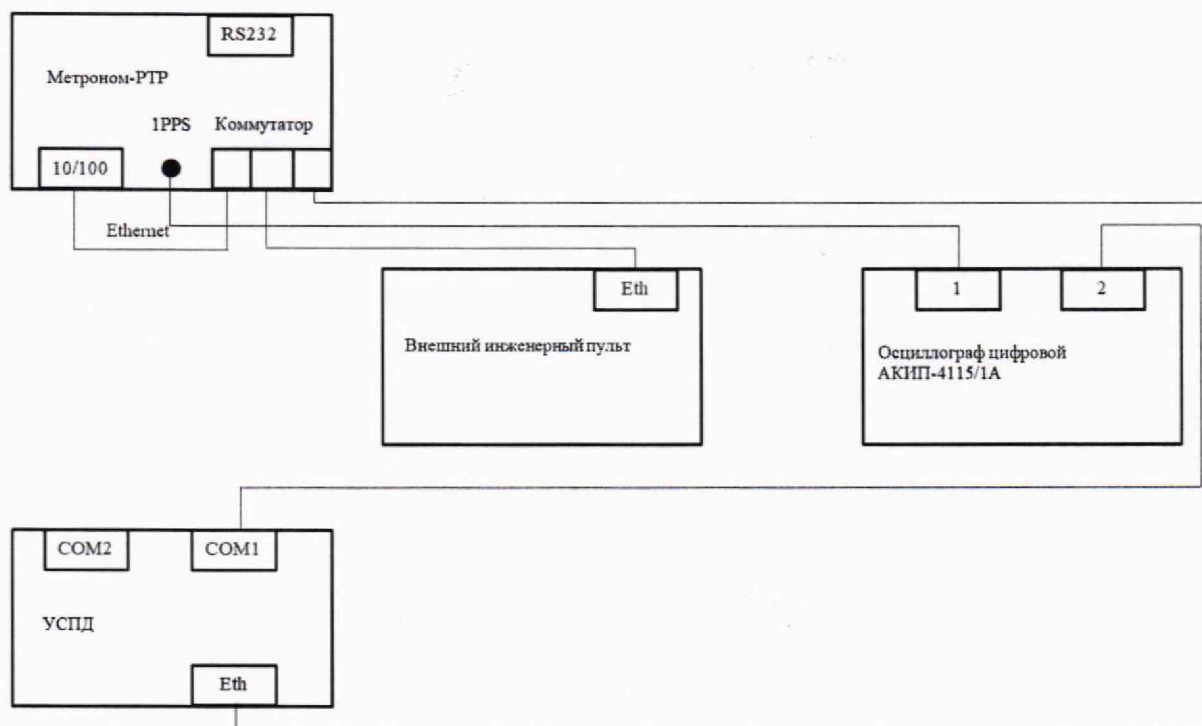 RS232
Метроном-PTP
1PPS
Коммутатор
10/100
Ethernet
Eth
1
2
Внешний инженерный пульт
Осциллограф цифровой
АКИП-4115/1А
COM2
COM1
УСПД
Eth